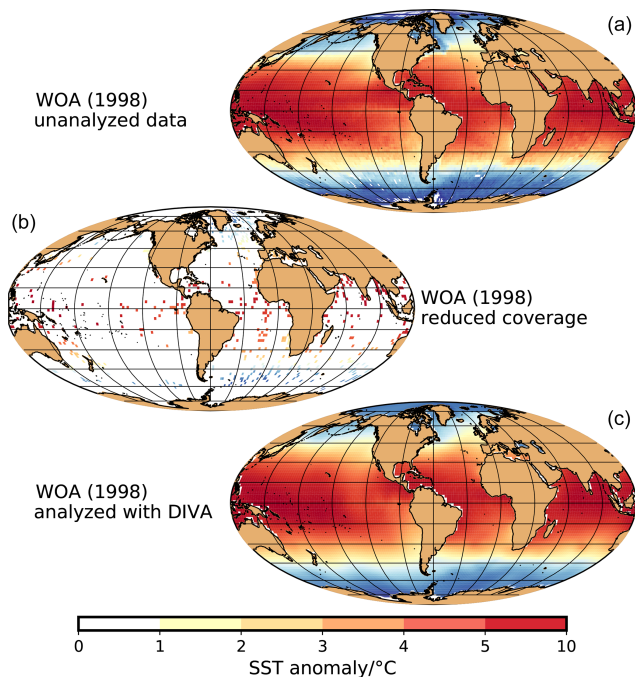 (a)
WOA (1998)
unanalyzed data
(b)
WOA (1998)
reduced coverage
(c)
WOA (1998)
analyzed with DIVA
0 1 2 3 4 5 10
SST anomaly/°C